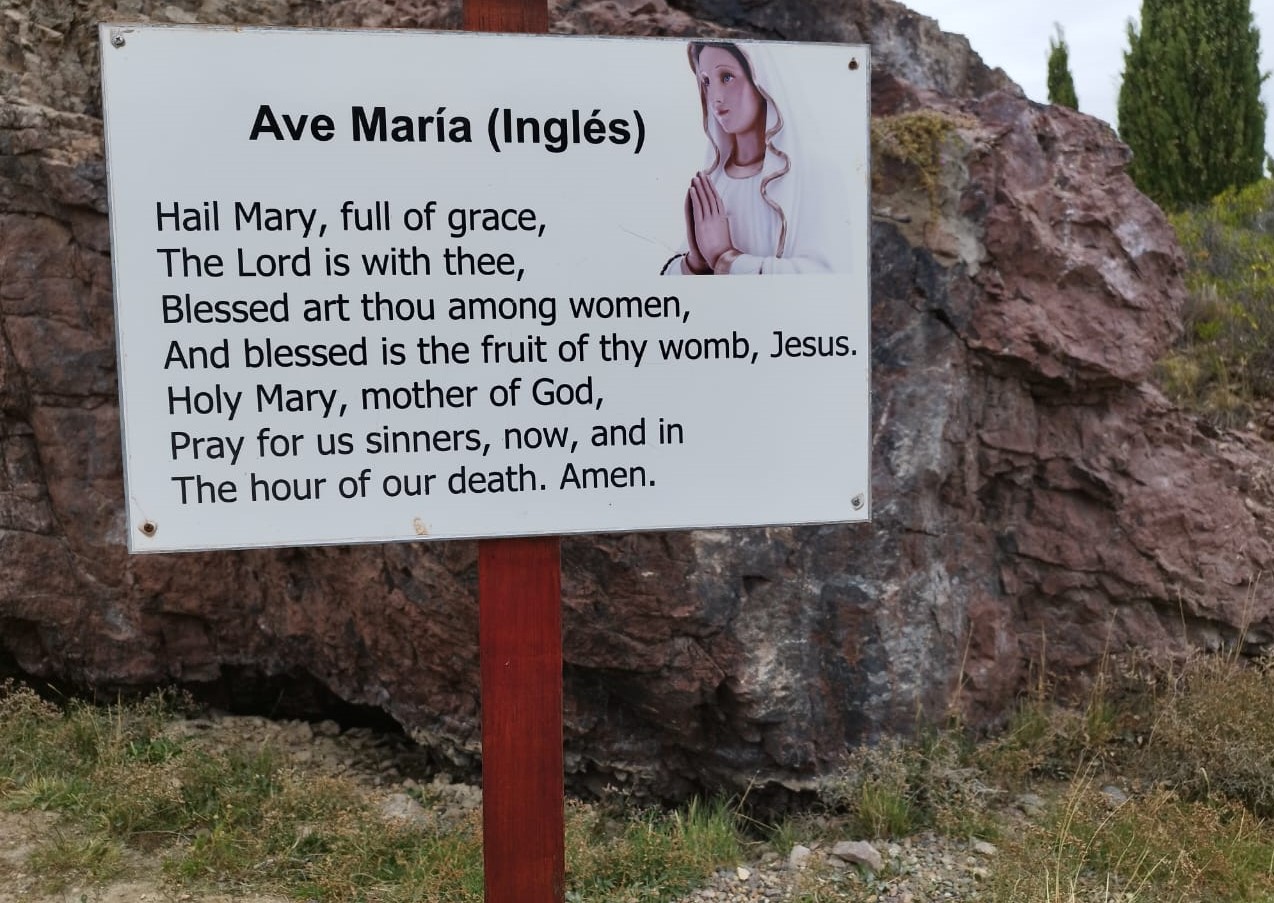 Ave María (Inglés)
Hail Mary, full of grace,
The Lord is with thee,
Blessed art thou among women,
And blessed is the fruit of thy womb, Jesus.
Holy Mary, mother of God,
Pray for us sinners, now, and in
The hour of our death. Amen.